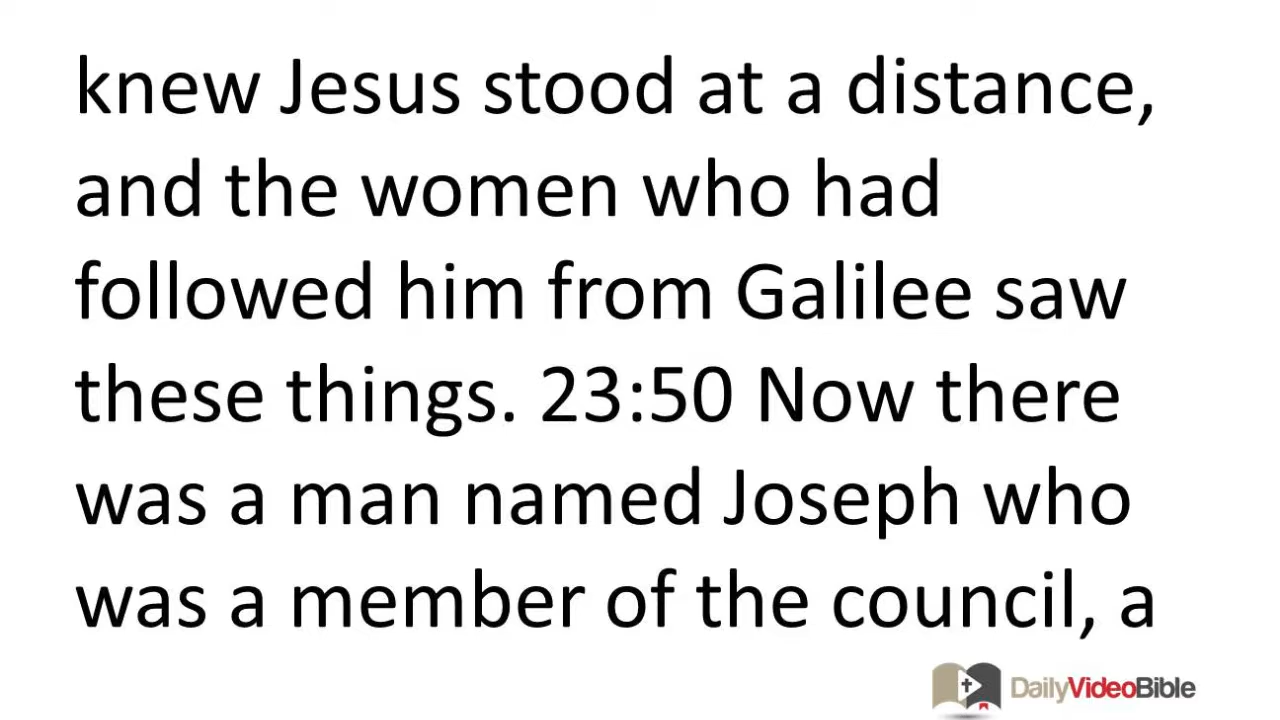 knew Jesus stood at a distance,
and the women who had
followed him from Galilee saw
these things. 23:50 Now there
was a man named Joseph who
was a member of the council, a
DailyVideoBible